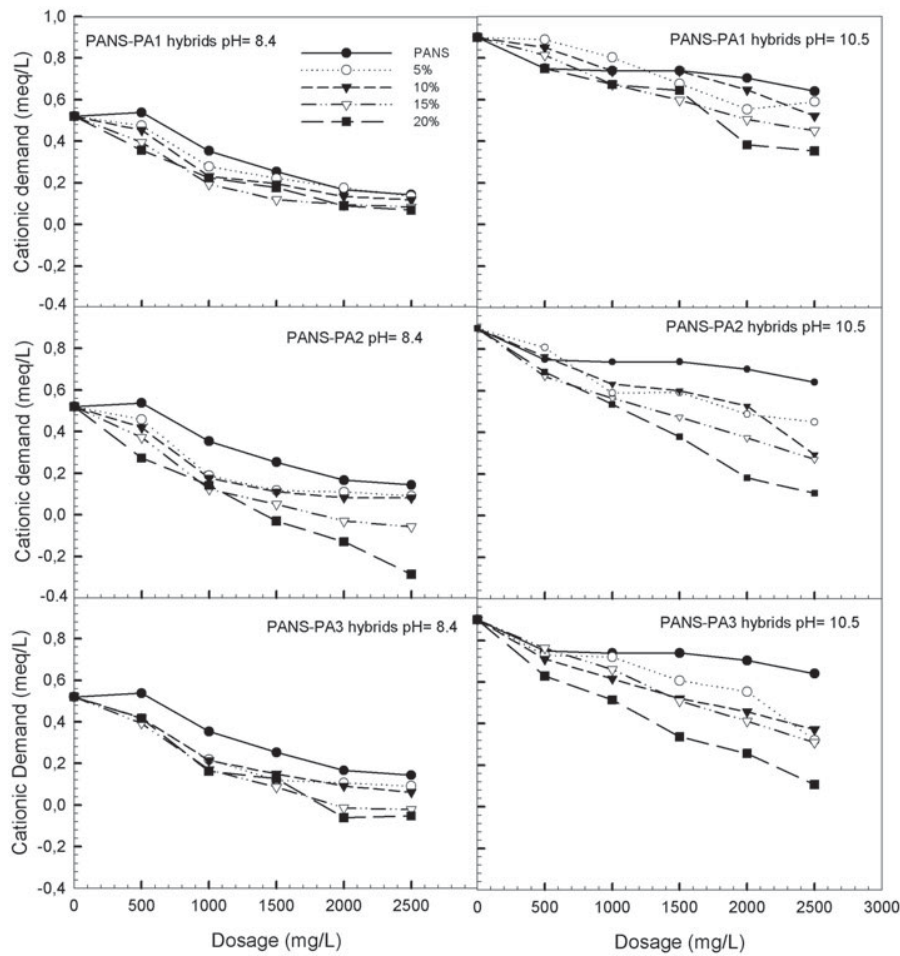 PANS-PA1 hybrids pH= 8.4
PANS
5%
10%
15%
20%
Cationic demand (meq/L)
1,0
0,8
0,6
0,4
0,2
0,0
-0,2
-0,4
PANS-PA1 hybrids pH= 10.5
PANS-PA2 pH= 8.4
Cationic demand (meq/L)
0,8
0,6
0,4
0,2
0,0
-0,2
-0.4
PANS-PA2 hybrids pH= 10.5
PANS-PA3 hybrids pH= 8.4
Cationic Demand (meq/L)
0,8
0,6
0,4
0,2
0,0
-0,2
-0,4
PANS-PA3 hybrids pH= 10.5
0 500 1000 1500 2000 2500
0 500 1000 1500 2000 2500 3000
Dosage (mg/L)
Dosage (mg/L)